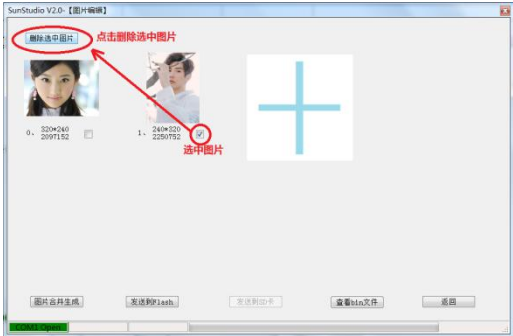 SunStudio V2.0-【图片编辑】
删除选中图片
点击删除选中图片
0、 320*240
2097152
1、 240*320
2250752
选中图片
图片合并生成
发送到Flash
发送到SD卡
查看bin文件
返回
COM1 Open